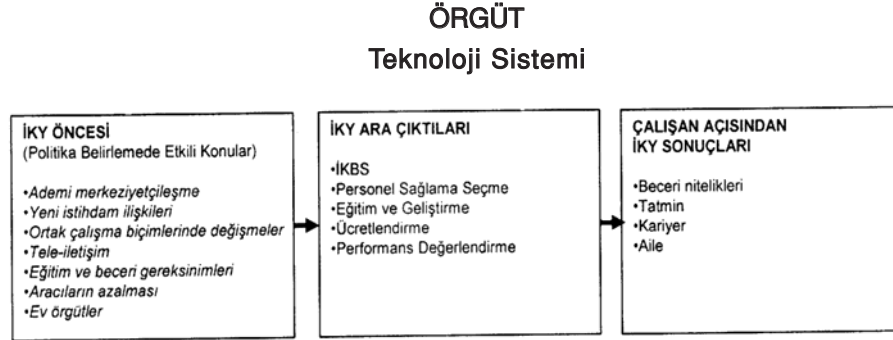 ÖRGÜT
Teknoloji Sistemi
İKY ÖNCESİ
(Politika Belirlemede Etkili Konular)
•Ademi merkeziyetçileşme
•Yeni istihdam ilişkileri
•Ortak çalışma biçimlerinde değişmeler
•Tele-iletişim
•Eğitim ve beceri gereksinimleri
•Aracıların azalması
•Ev örgütler
İKY ARA ÇIKTILARI
•İKBS
•Personel Sağlama Seçme
•Eğitim ve Geliştirme
•Ücretlendirme
•Performans Değerlendirme
ÇALIŞAN AÇISINDAN
İKY SONUÇLARI
•Beceri nitelikleri
•Tatmin
•Kariyer
•Aile